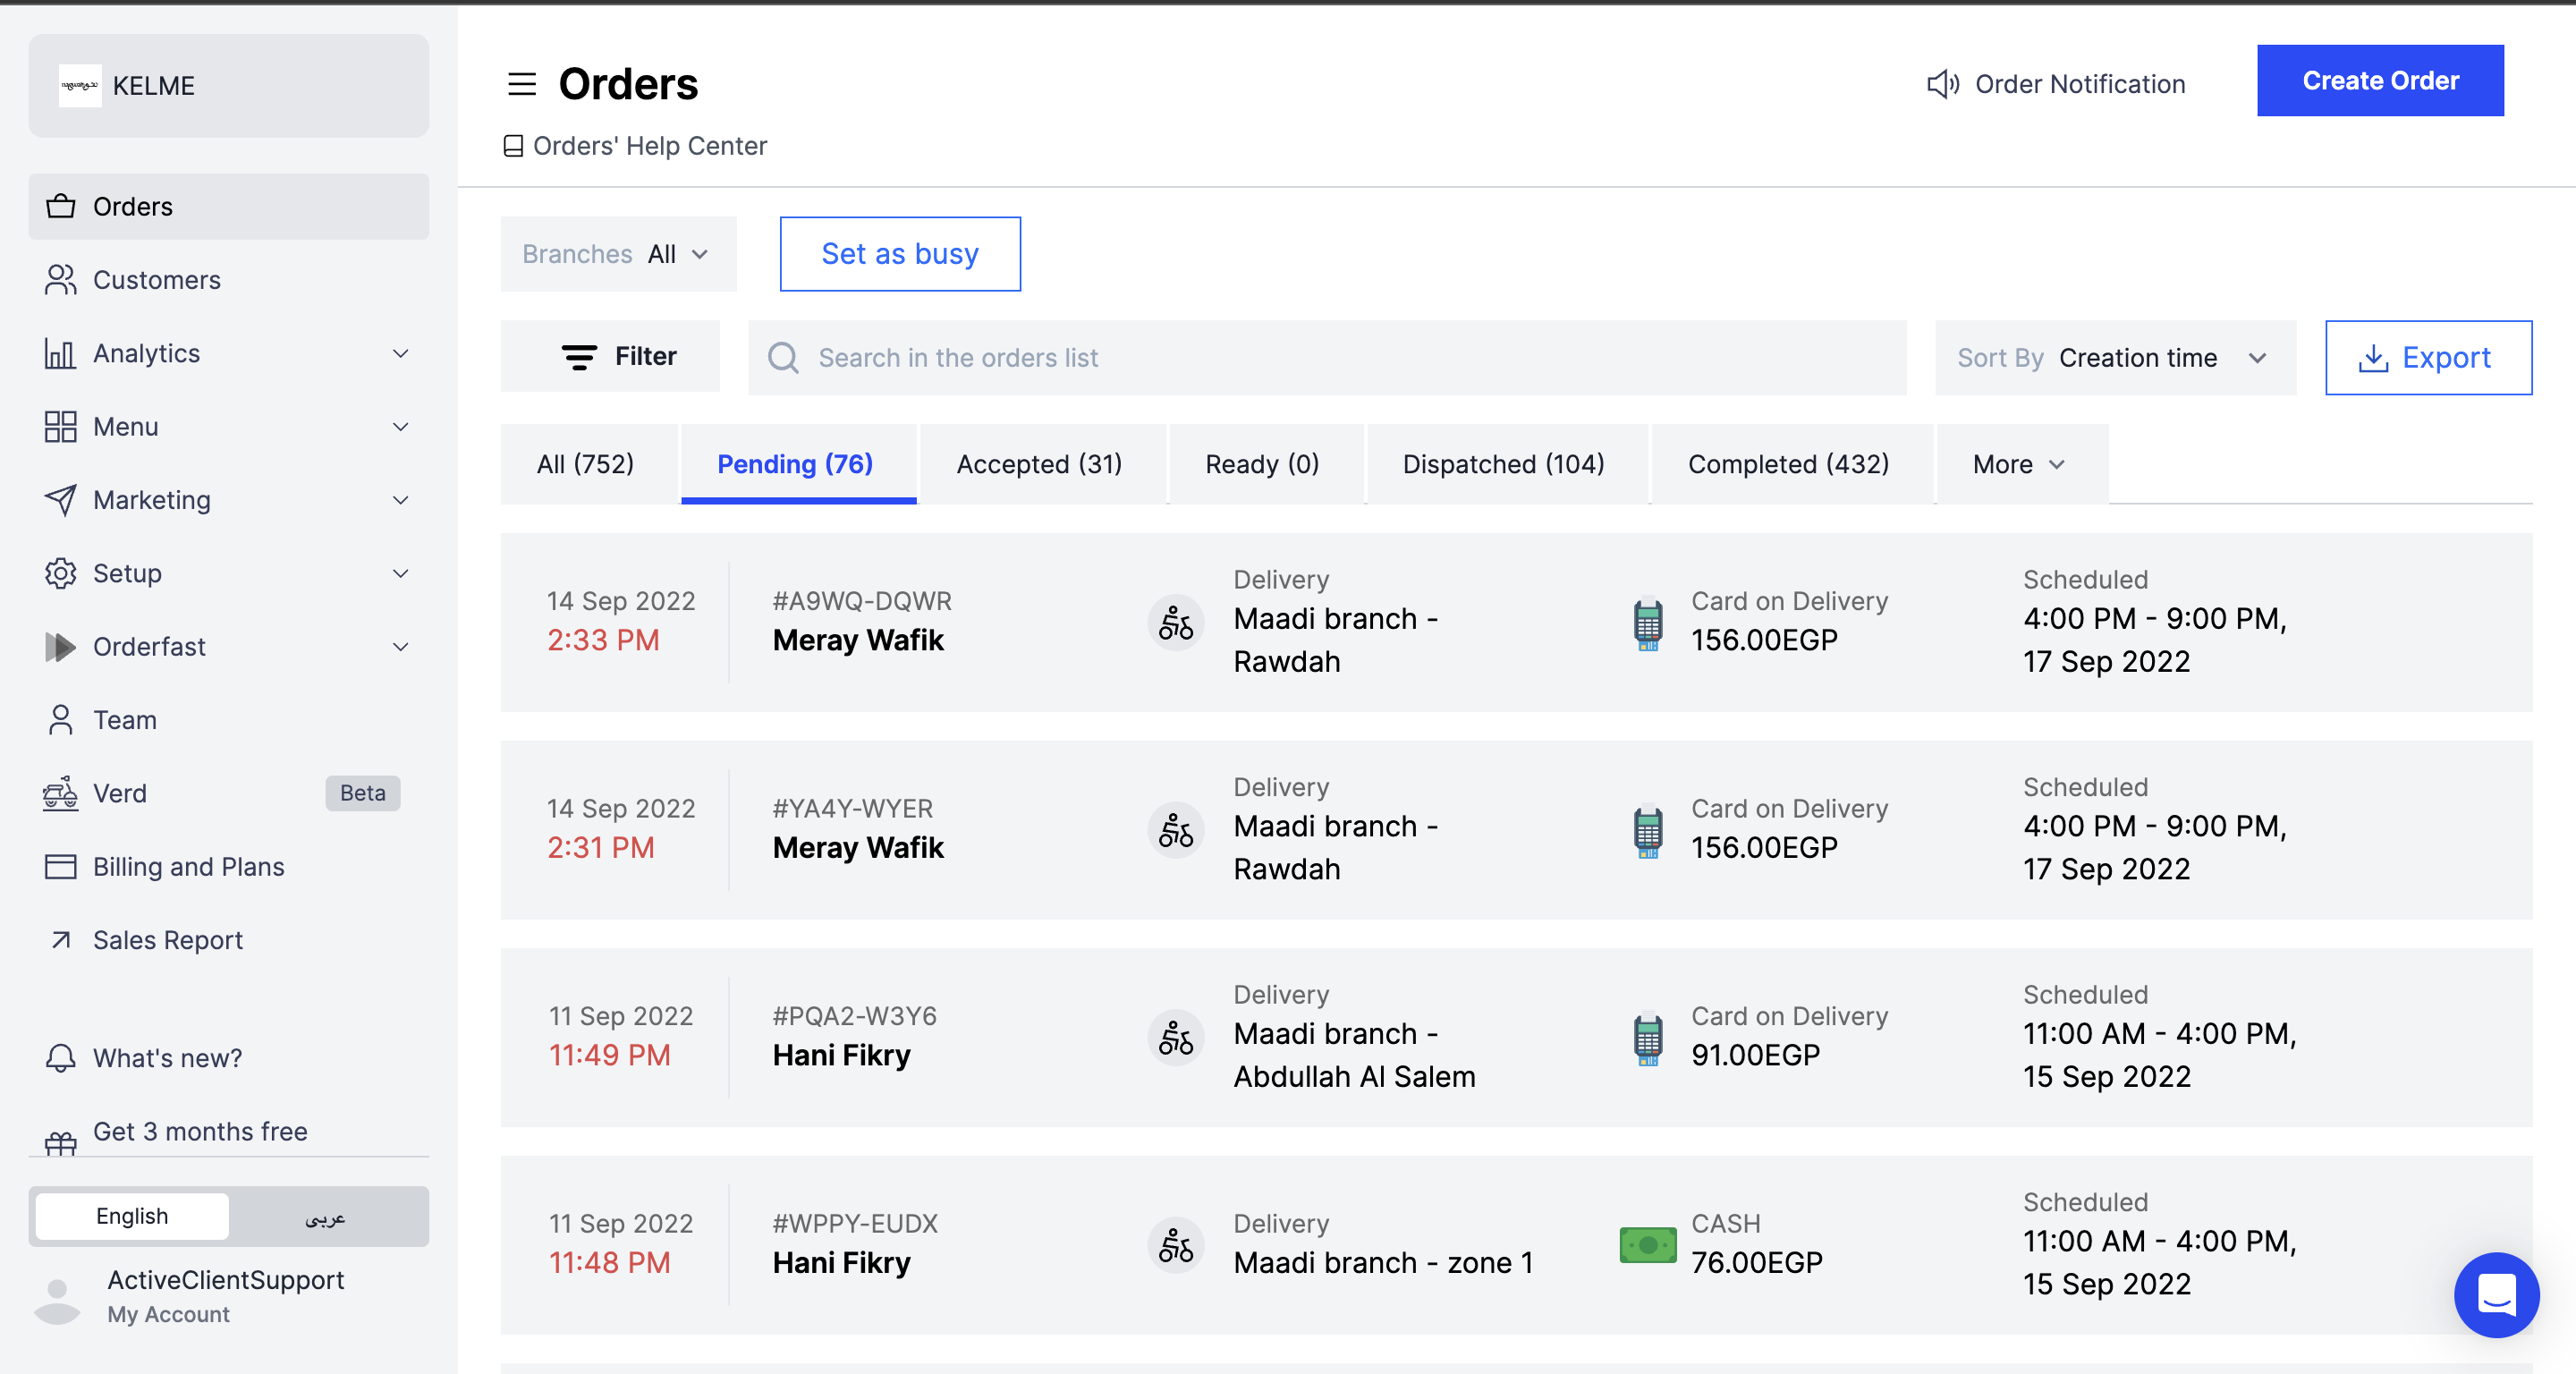 KELME
Orders
Customers
Analytics
Menu
Marketing
Setup
Orderfast
Team
Verd Beta
Billing and Plans
Sales Report
What's new?
Get 3 months free
English عربى
ActiveClientSupport
My Account
Orders
Order Notification
Create Order
Orders' Help Center
Branches All
Set as busy
Filter
Search in the orders list
Sort By Creation time
Export
All (752) Pending (76) Accepted (31) Ready (0) Dispatched (104) Completed (432) More
14 Sep 2022
2:33 PM
#A9WQ-DQWR
Meray Wafik
Delivery
Maadi branch -
Rawdah
Card on Delivery
156.00EGP
Scheduled
4:00 PM - 9:00 PM,
17 Sep 2022
14 Sep 2022
2:31 PM
#YA4Y-WYER
Meray Wafik
Delivery
Maadi branch -
Rawdah
Card on Delivery
156.00EGP
Scheduled
4:00 PM - 9:00 PM,
17 Sep 2022
11 Sep 2022
11:49 PM
#PQA2-W3Y6
Hani Fikry
Delivery
Maadi branch -
Abdullah Al Salem
Card on Delivery
91.00EGP
Scheduled
11:00 AM - 4:00 PM,
15 Sep 2022
11 Sep 2022
11:48 PM
#WPPY-EUDX
Hani Fikry
Delivery
Maadi branch - zone 1
CASH
76.00EGP
Scheduled
11:00 AM - 4:00 PM,
15 Sep 2022